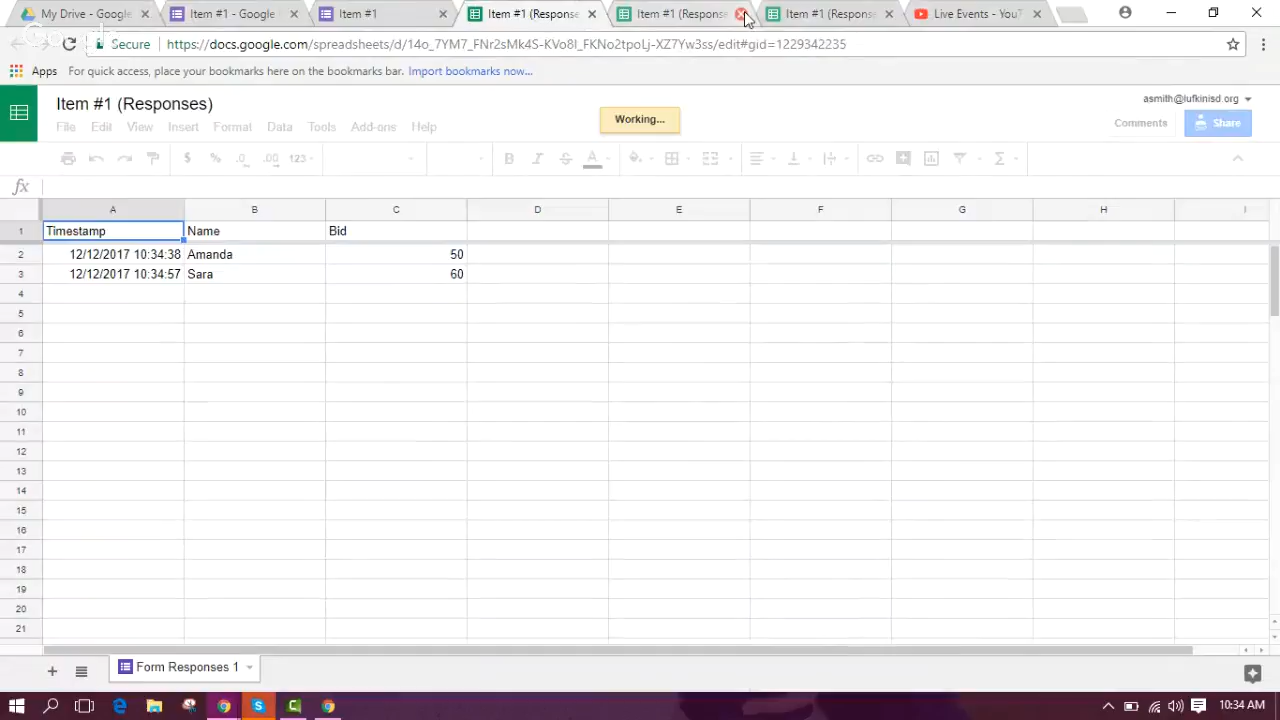 My Drive - Google
Item #1 - Google
Item #1
Item #1 (Response
Item #1 (Response
Item #1 (Response
Live Events - YouT
Secure
https://docs.google.com/spreadsheets/d/14o_7YM7_FNr2sMk4S-KVo8I_FKNo2tpoLj-XZ7Yw3ss/edit#gid=1229342235
Apps For quick access, place your bookmarks here on the bookmarks bar. Import bookmarks now...
Item #1 (Responses)
asmith@lufkinisd.org
File Edit View Insert Format Data Tools Add-ons Help
Working...
Comments Share
$ % .0 .00 123 B I S A Σ
fx
A B C D E F G H I
1 Timestamp Name Bid
2 12/12/2017 10:34:38 Amanda 50
3 12/12/2017 10:34:57 Sara 60
4
5
6
7
8
9
10
11
12
13
14
15
16
17
18
19
20
21
Form Responses 1
10:34 AM